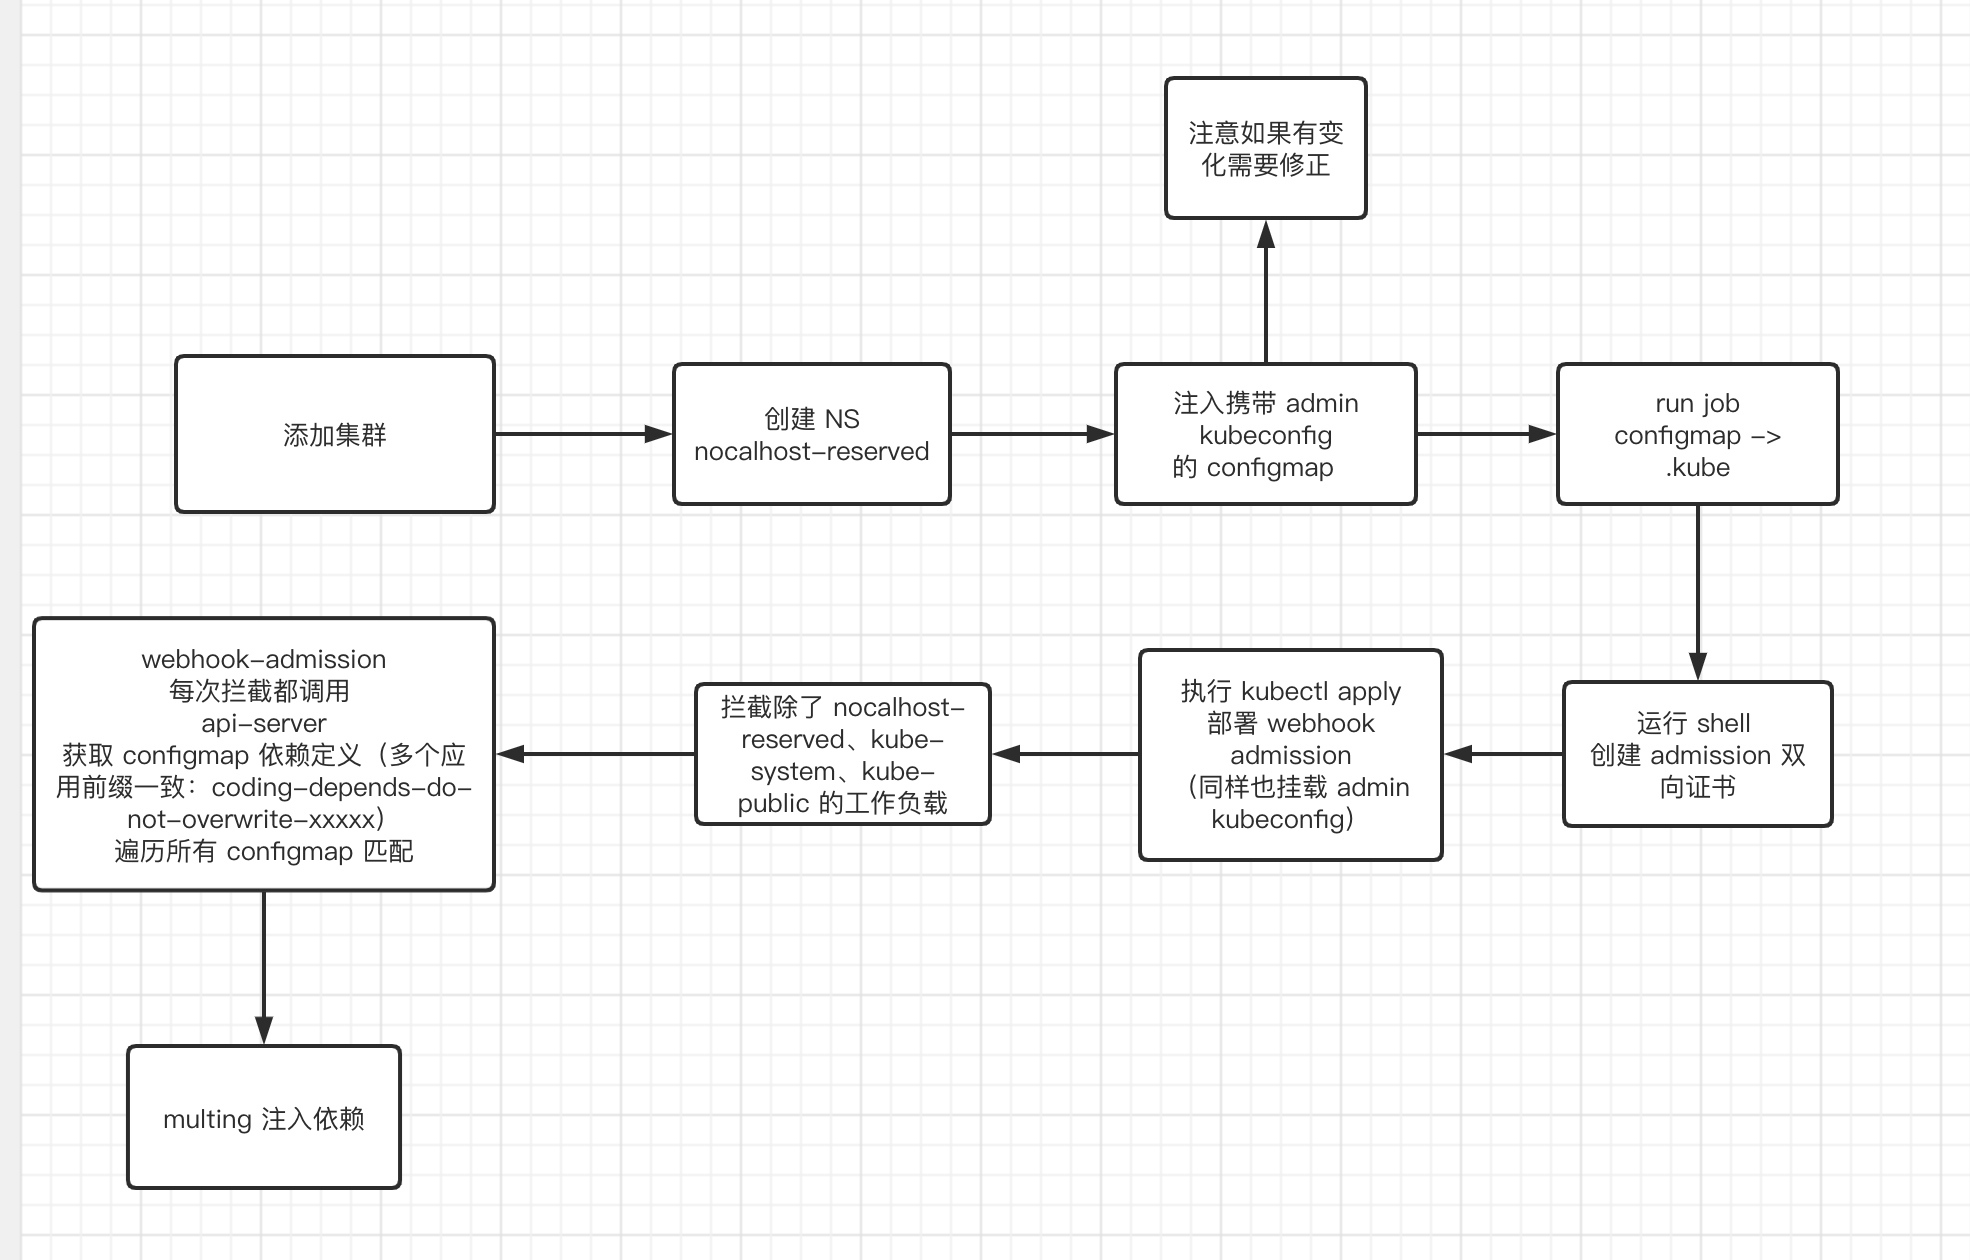 注意如果有变
化需要修正
添加集群
创建 NS
nocalhost-reserved
注入携带 admin
kubeconfig
的 configmap
run job
configmap ->
.kube
运行 shell
创建 admission 双
向证书
执行 kubectl apply
部署 webhook
admission
（同样也挂载 admin
kubeconfig）
拦截除了 nocalhost-
reserved、kube-
system、kube-
public 的工作负载
webhook-admission
每次拦截都调用
api-server
获取 configmap 依赖定义（多个应
用前缀一致：coding-depends-do-
not-overwrite-xxxxx）
遍历所有 configmap 匹配
multing 注入依赖